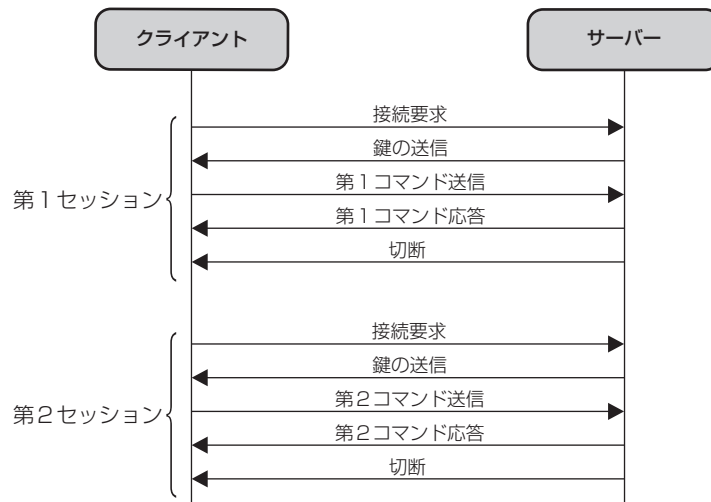 クライアント
サーバー
第1セッション
接続要求
鍵の送信
第1コマンド送信
第1コマンド応答
切断
第2セッション
接続要求
鍵の送信
第2コマンド送信
第2コマンド応答
切断